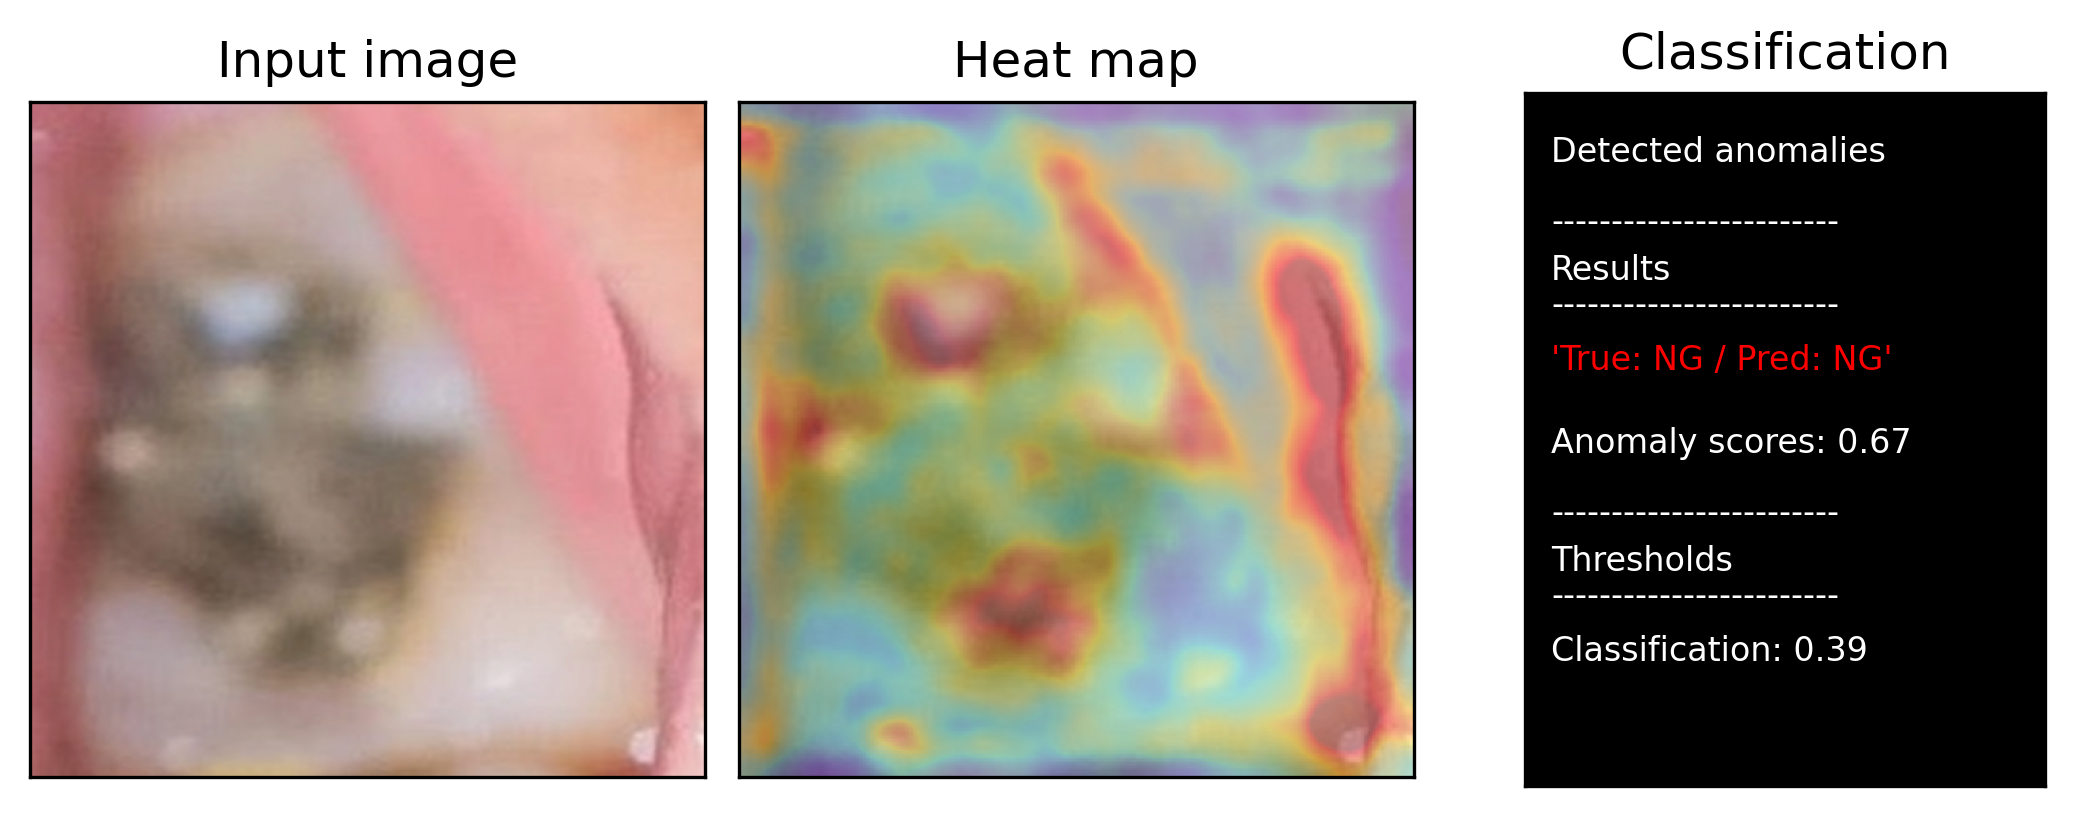 Input image
Heat map
Classification
Detected anomalies
------------------------
Results
------------------------
'True: NG / Pred: NG'
Anomaly scores: 0.67
------------------------
Thresholds
------------------------
Classification: 0.39